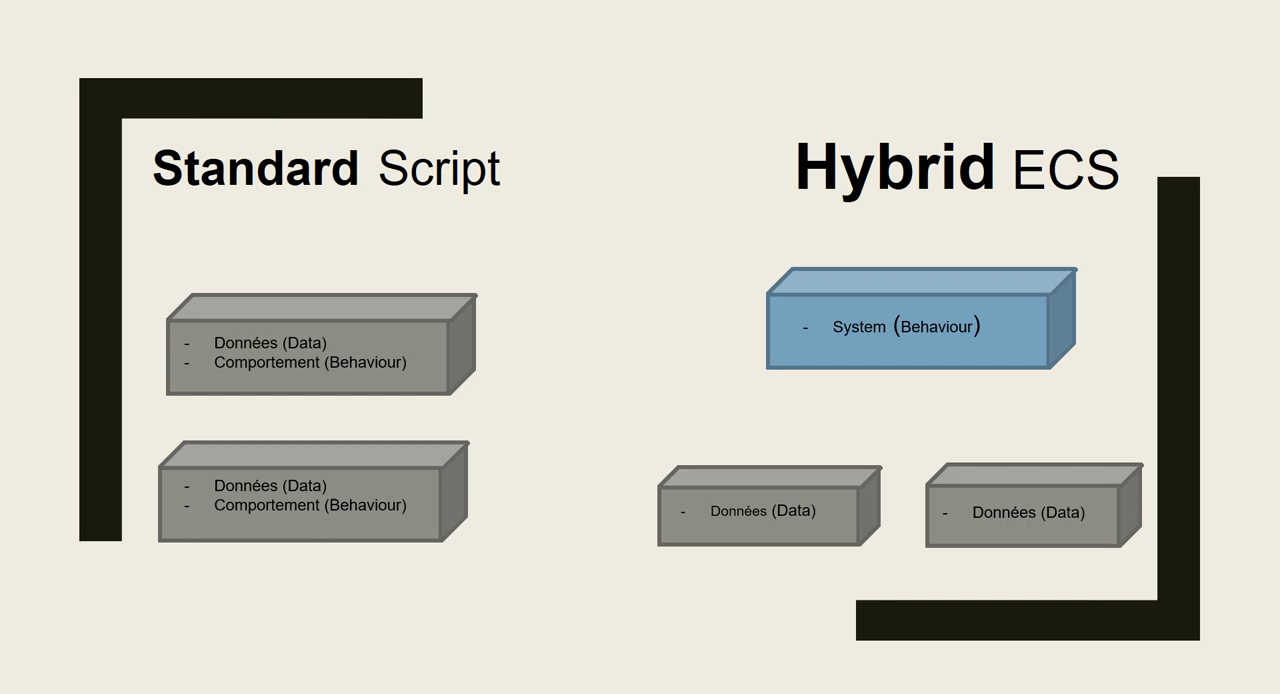 Standard Script
- Données (Data)
- Comportement (Behaviour)
- Données (Data)
- Comportement (Behaviour)
Hybrid ECS
- System (Behaviour)
- Données (Data)
- Données (Data)